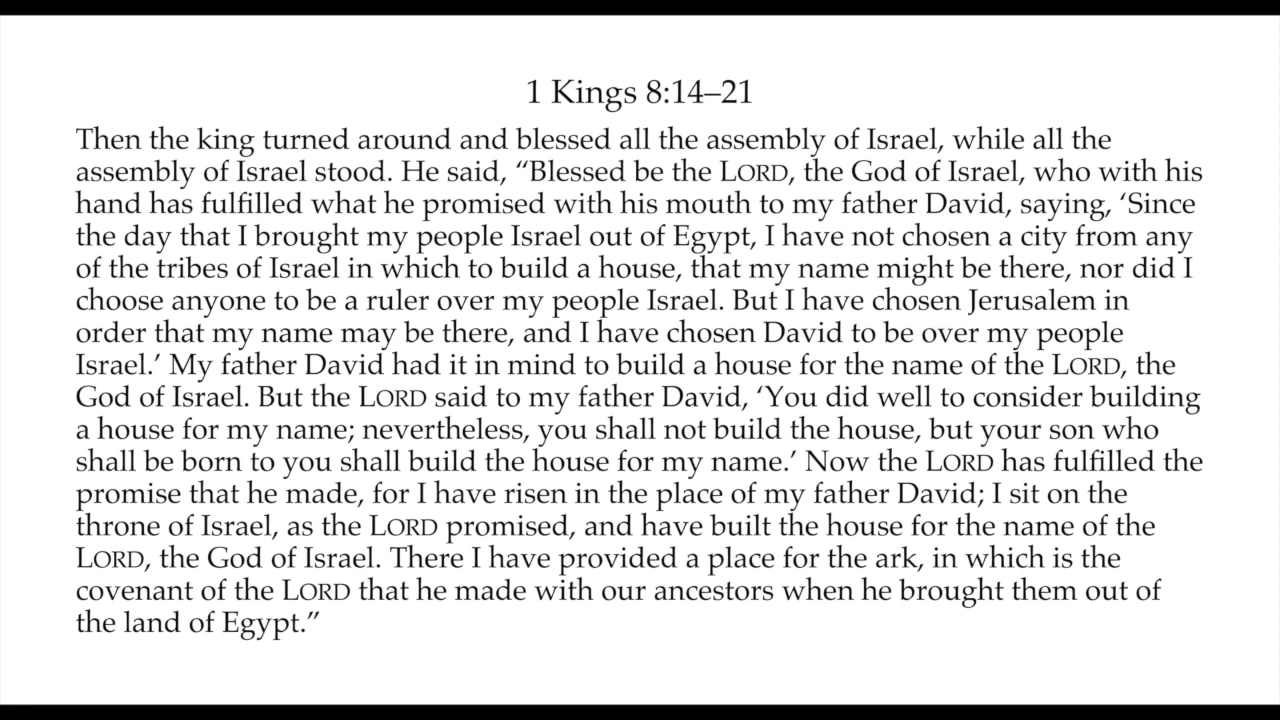 1 Kings 8:14–21
Then the king turned around and blessed all the assembly of Israel, while all the
assembly of Israel stood. He said, “Blessed be the LORD, the God of Israel, who with his
hand has fulfilled what he promised with his mouth to my father David, saying, ‘Since
the day that I brought my people Israel out of Egypt, I have not chosen a city from any
of the tribes of Israel in which to build a house, that my name might be there, nor did I
choose anyone to be a ruler over my people Israel. But I have chosen Jerusalem in
order that my name may be there, and I have chosen David to be over my people
Israel.’ My father David had it in mind to build a house for the name of the LORD, the
God of Israel. But the LORD said to my father David, ‘You did well to consider building
a house for my name; nevertheless, you shall not build the house, but your son who
shall be born to you shall build the house for my name.’ Now the LORD has fulfilled the
promise that he made, for I have risen in the place of my father David; I sit on the
throne of Israel, as the LORD promised, and have built the house for the name of the
LORD, the God of Israel. There I have provided a place for the ark, in which is the
covenant of the LORD that he made with our ancestors when he brought them out of
the land of Egypt.”